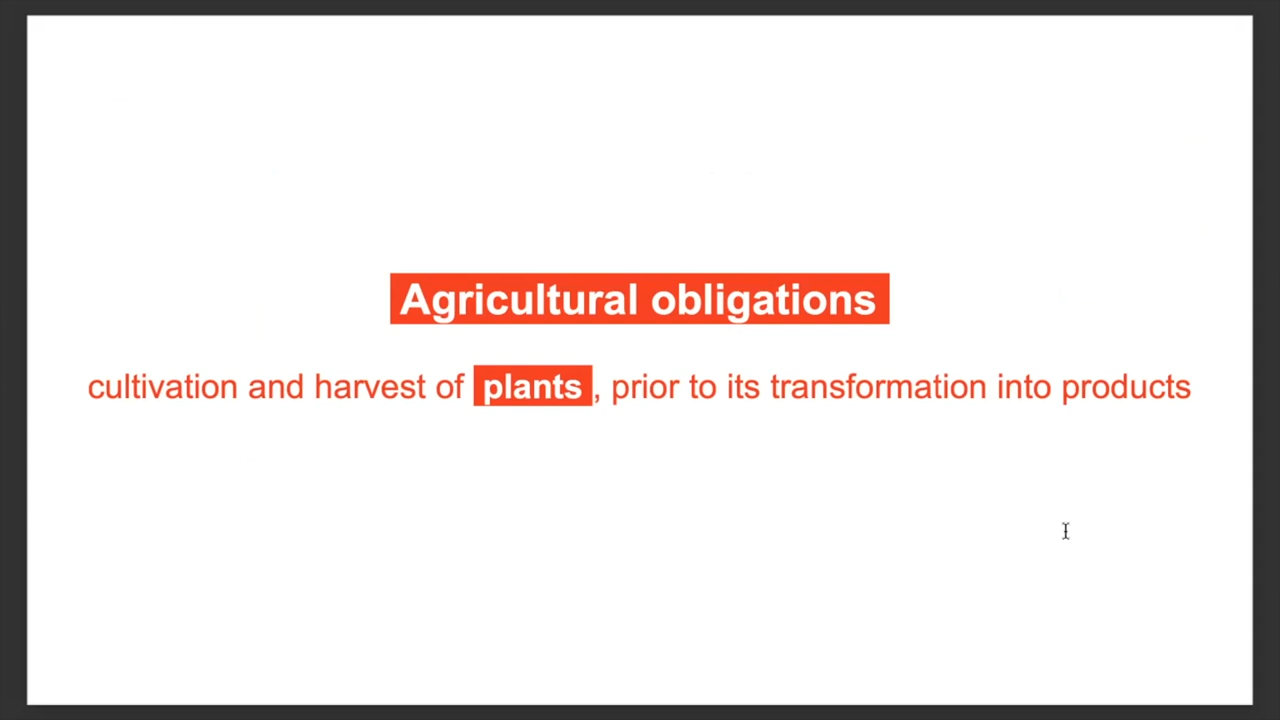 Agricultural obligations
cultivation and harvest of plants, prior to its transformation into products